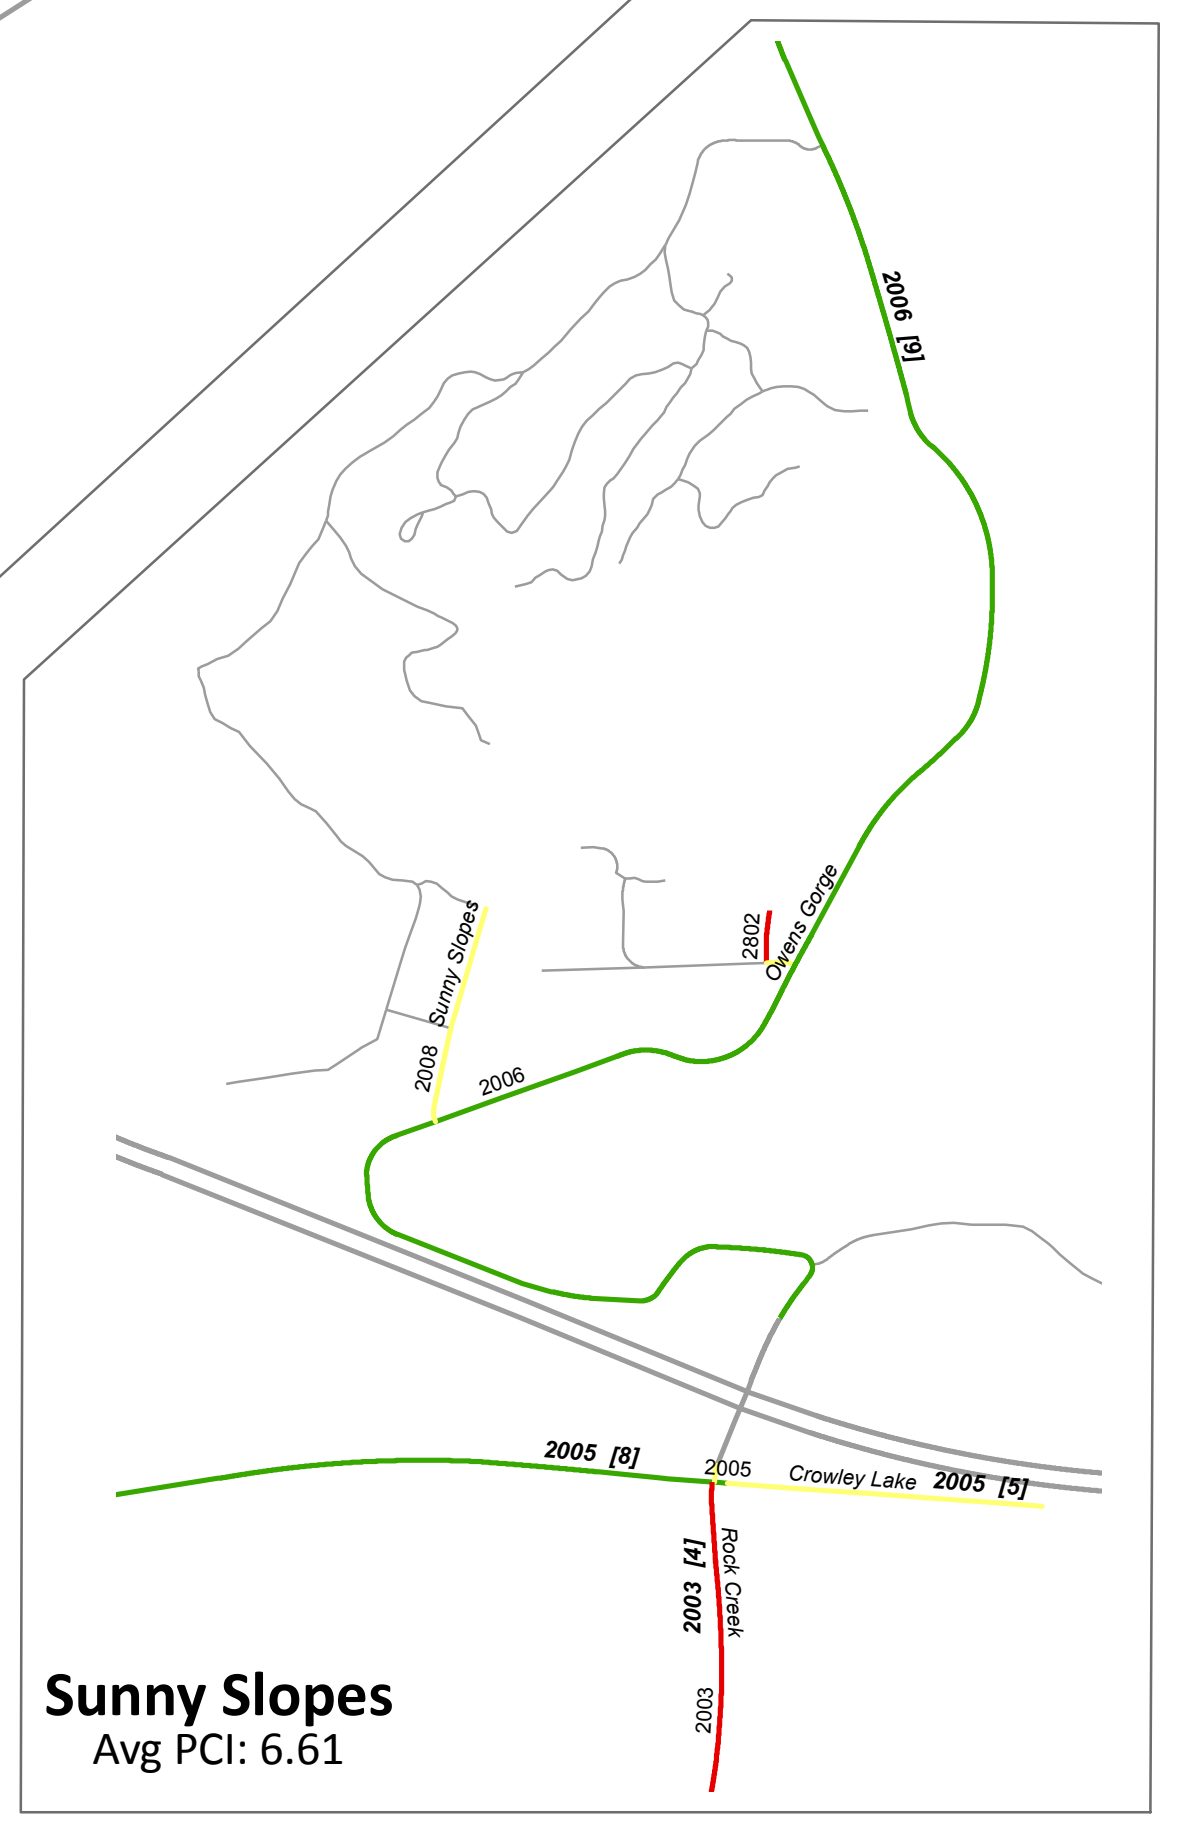 2006 [9]
2802
Owens Gorge
Sunny Slopes
2008
2006
2005 [8]
2005
Crowley Lake
2005 [5]
2003 [4]
Rock Creek
2003
Sunny Slopes
Avg PCI: 6.61